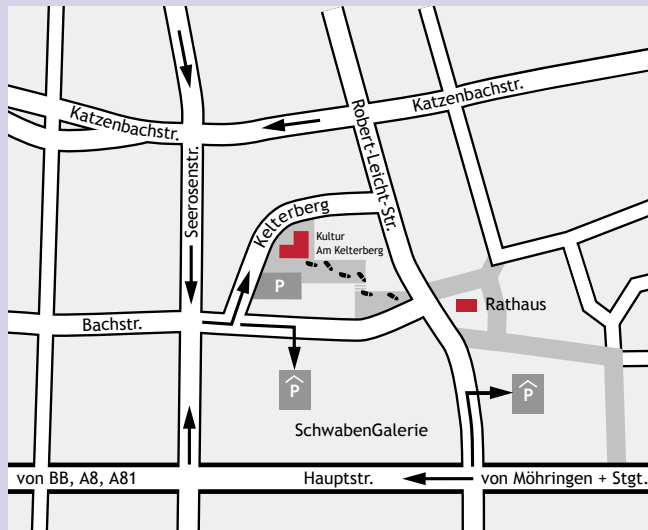 Katzenbachstr.
Katzenbachstr.
Robert-Leicht-Str.
Seerosenstr.
Kelterberg
Kultur
Am Kelterberg
P
Rathaus
Bachstr.
P
P
SchwabenGalerie
von BB, A8, A81
Hauptstr.
von Möhringen + Stgt.